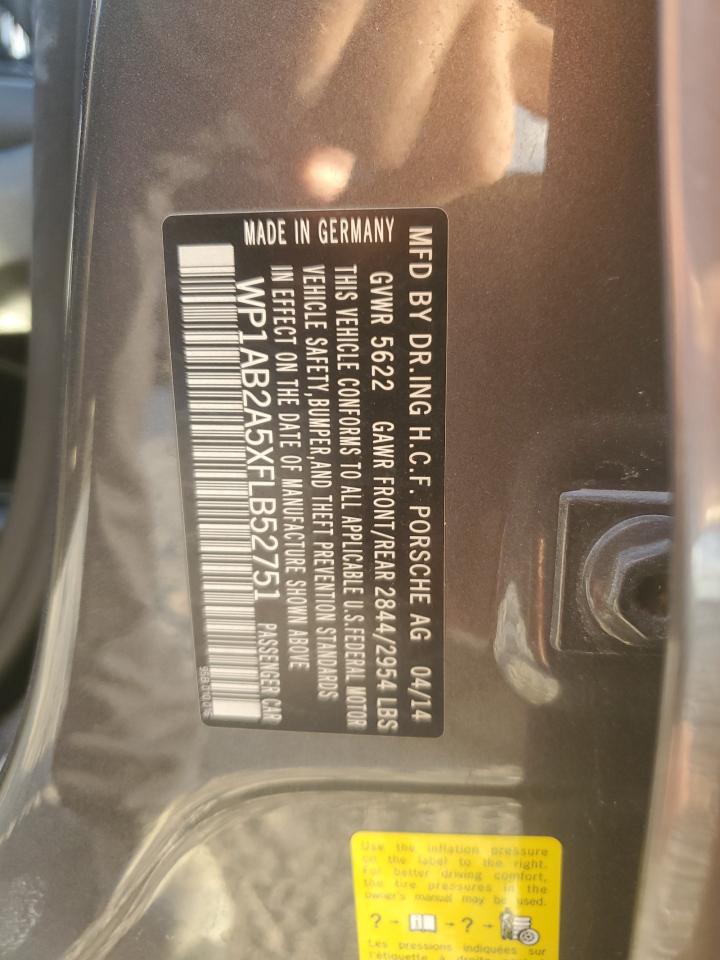 MFD BY DR.ING H.C.F. PORSCHE AG 04/14
GVWR 5622 GAWR FRONT/REAR 2844/2954 LBS
THIS VEHICLE CONFORMS TO ALL APPLICABLE U.S.FEDERAL MOTOR
VEHICLE SAFETY,BUMPER,AND THEFT PREVENTION STANDARDS
IN EFFECT ON THE DATE OF MANUFACTURE SHOWN ABOVE
WP1AB2A5XFLB52751 PASSENGER CAR
MADE IN GERMANY
Use the inflation pressure
on the label to the right.
For better driving comfort,
the tire pressures in the
owner's manual may be used.
? - - ? -
Les pressions indiquées sur
l'étiquette à